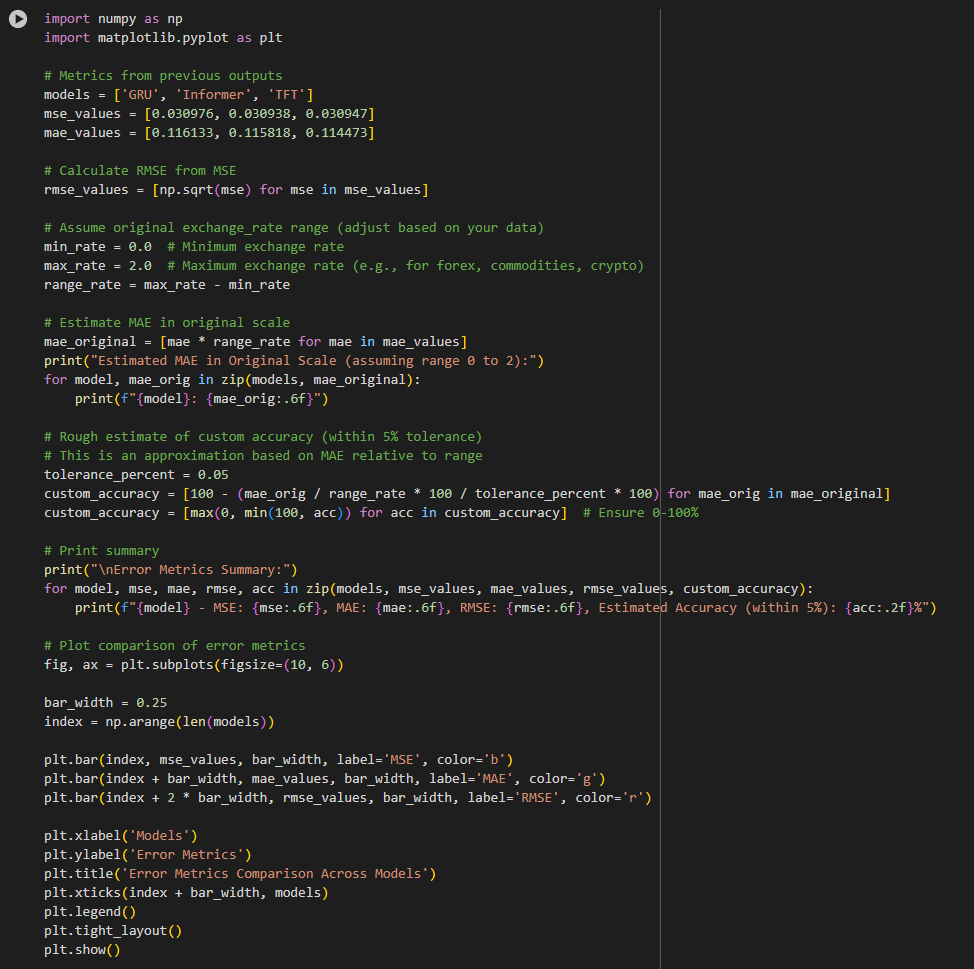 import numpy as np
import matplotlib.pyplot as plt

# Metrics from previous outputs
models = ['GRU', 'Informer', 'TFT']
mse_values = [0.030976, 0.030938, 0.030947]
mae_values = [0.116133, 0.115818, 0.114473]

# Calculate RMSE from MSE
rmse_values = [np.sqrt(mse) for mse in mse_values]

# Assume original exchange_rate range (adjust based on your data)
min_rate = 0.0  # Minimum exchange rate
max_rate = 2.0  # Maximum exchange rate (e.g., for forex, commodities, crypto)
range_rate = max_rate - min_rate

# Estimate MAE in original scale
mae_original = [mae * range_rate for mae in mae_values]
print("Estimated MAE in Original Scale (assuming range 0 to 2):")
for model, mae_orig in zip(models, mae_original):
    print(f"{model}: {mae_orig:.6f}")

# Rough estimate of custom accuracy (within 5% tolerance)
# This is an approximation based on MAE relative to range
tolerance_percent = 0.05
custom_accuracy = [100 - (mae_orig / range_rate * 100 / tolerance_percent * 100) for mae_orig in mae_original]
custom_accuracy = [max(0, min(100, acc)) for acc in custom_accuracy]  # Ensure 0-100%

# Print summary
print("\nError Metrics Summary:")
for model, mse, mae, rmse, acc in zip(models, mse_values, mae_values, rmse_values, custom_accuracy):
    print(f"{model} - MSE: {mse:.6f}, MAE: {mae:.6f}, RMSE: {rmse:.6f}, Estimated Accuracy (within 5%): {acc:.2f}%")

# Plot comparison of error metrics
fig, ax = plt.subplots(figsize=(10, 6))

bar_width = 0.25
index = np.arange(len(models))

plt.bar(index, mse_values, bar_width, label='MSE', color='b')
plt.bar(index + bar_width, mae_values, bar_width, label='MAE', color='g')
plt.bar(index + 2 * bar_width, rmse_values, bar_width, label='RMSE', color='r')

plt.xlabel('Models')
plt.ylabel('Error Metrics')
plt.title('Error Metrics Comparison Across Models')
plt.xticks(index + bar_width, models)
plt.legend()
plt.tight_layout()
plt.show()